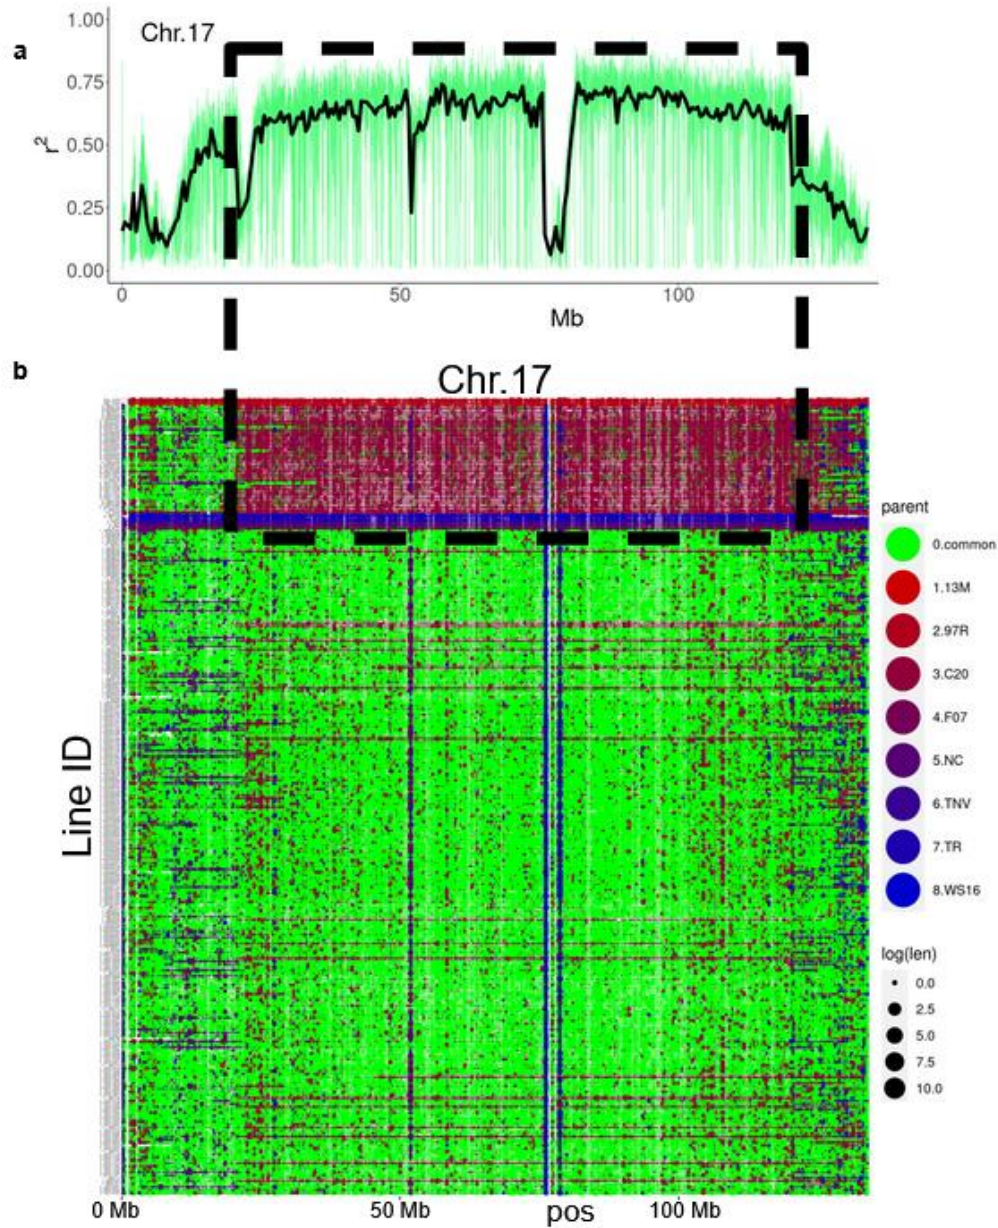 a
Chr.17
1.00
0.75
0.50
0.25
0.00
r²
0
50
100
Mb
b
Chr.17
Line ID
0 Mb
50 Mb
pos
100 Mb
parent
0.common
1.13M
2.97R
3.C20
4.F07
5.NC
6.TNV
7.TR
8.WS16
log(len)
0.0
2.5
5.0
7.5
10.0